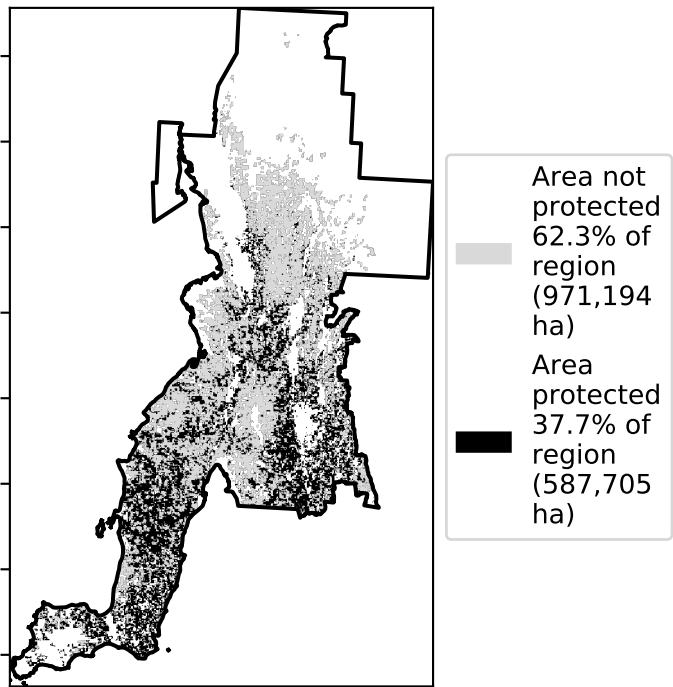 Area not
protected
62.3% of
region
(971,194
ha)
Area
protected
37.7% of
region
(587,705
ha)